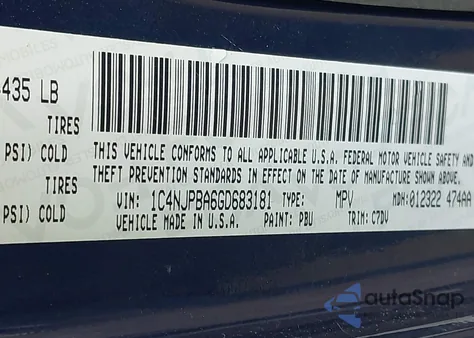 435 LB
TIRES
PSI) COLD
TIRES
PSI) COLD
THIS VEHICLE CONFORMS TO ALL APPLICABLE U.S.A. FEDERAL MOTOR VEHICLE SAFETY AND
THEFT PREVENTION STANDARDS IN EFFECT ON THE DATE OF MANUFACTURE SHOWN ABOVE.
VIN: 1C4NJPBA6GD683181 TYPE: MPV MDH: 012322 474AA
VEHICLE MADE IN U.S.A. PAINT: PBU TRIM: C7DV
autoSnap